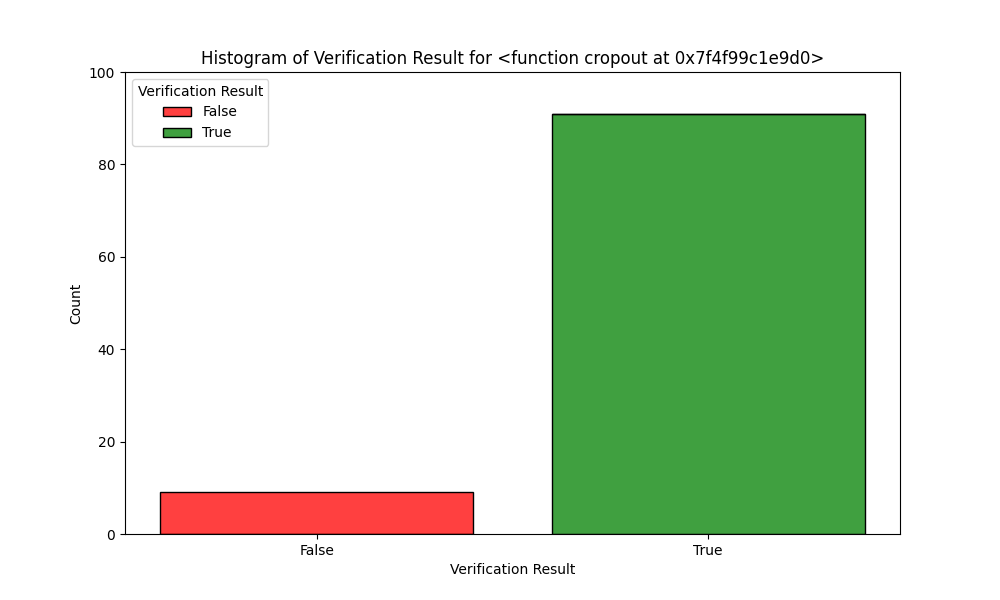 Histogram of Verification Result for <function cropout at 0x7f4f99c1e9d0>
100
80
60
40
20
0
Count
Verification Result
False
True
False
True
Verification Result